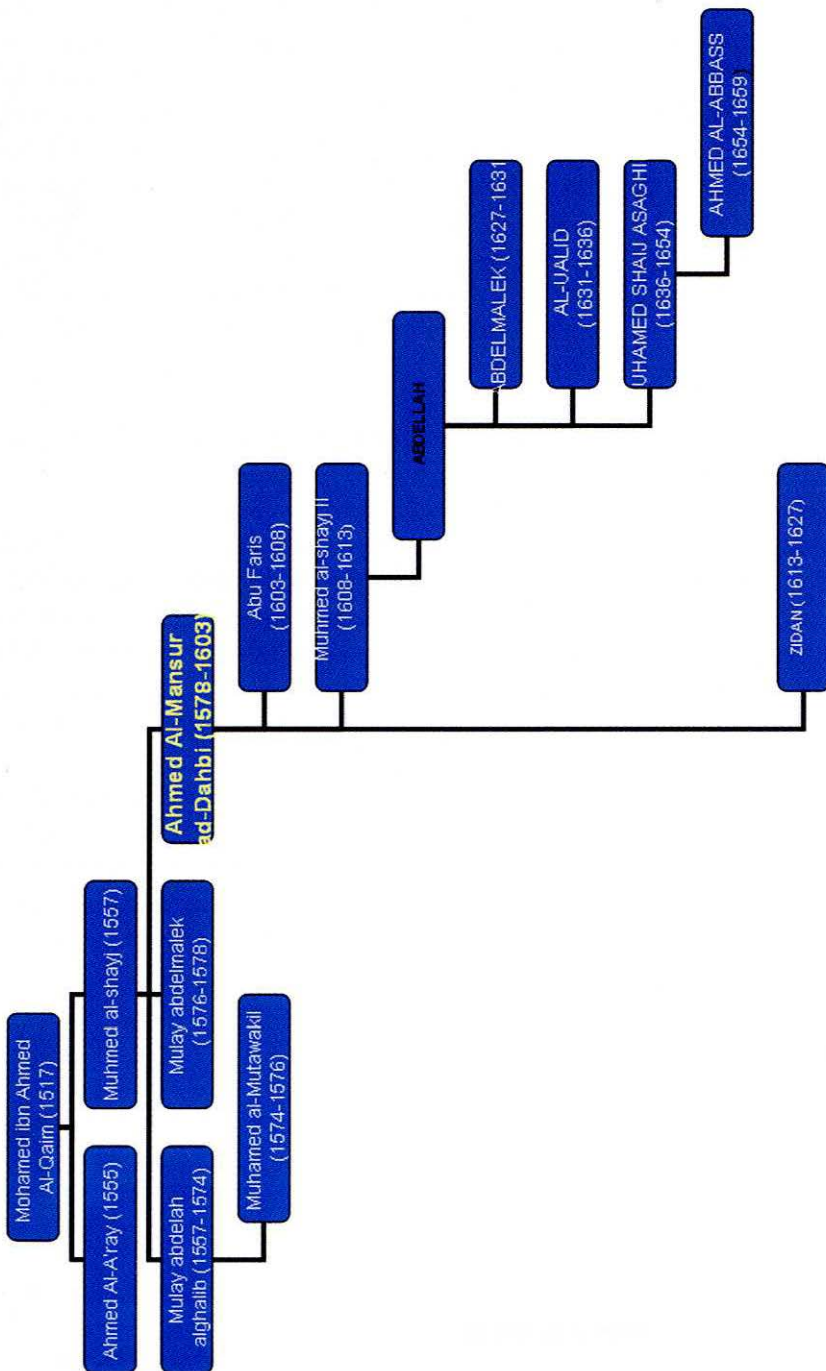 Mohamed ibn Ahmed
Al-Qaim (1517)
Ahmed Al-A'ray (1555)
Muhmed al-shayj (1557)
Mulay abdelah
alghalib (1557-1574)
Mulay abdelmalek
(1576-1578)
Ahmed Al-Mansur
ad-Dahbi (1578-1603)
Muhamed al-Mutawakil
(1574-1576)
Abu Faris
(1603-1608)
Muhmed al-shayj II
(1608-1613)
ABDELLAH
ABDELMALEK (1627-1631
AL-UALID
(1631-1636)
UHAMED SHAIJ ASAGHI
(1636-1654)
AHMED AL-ABBASS
(1654-1659)
ZIDAN (1613-1627)